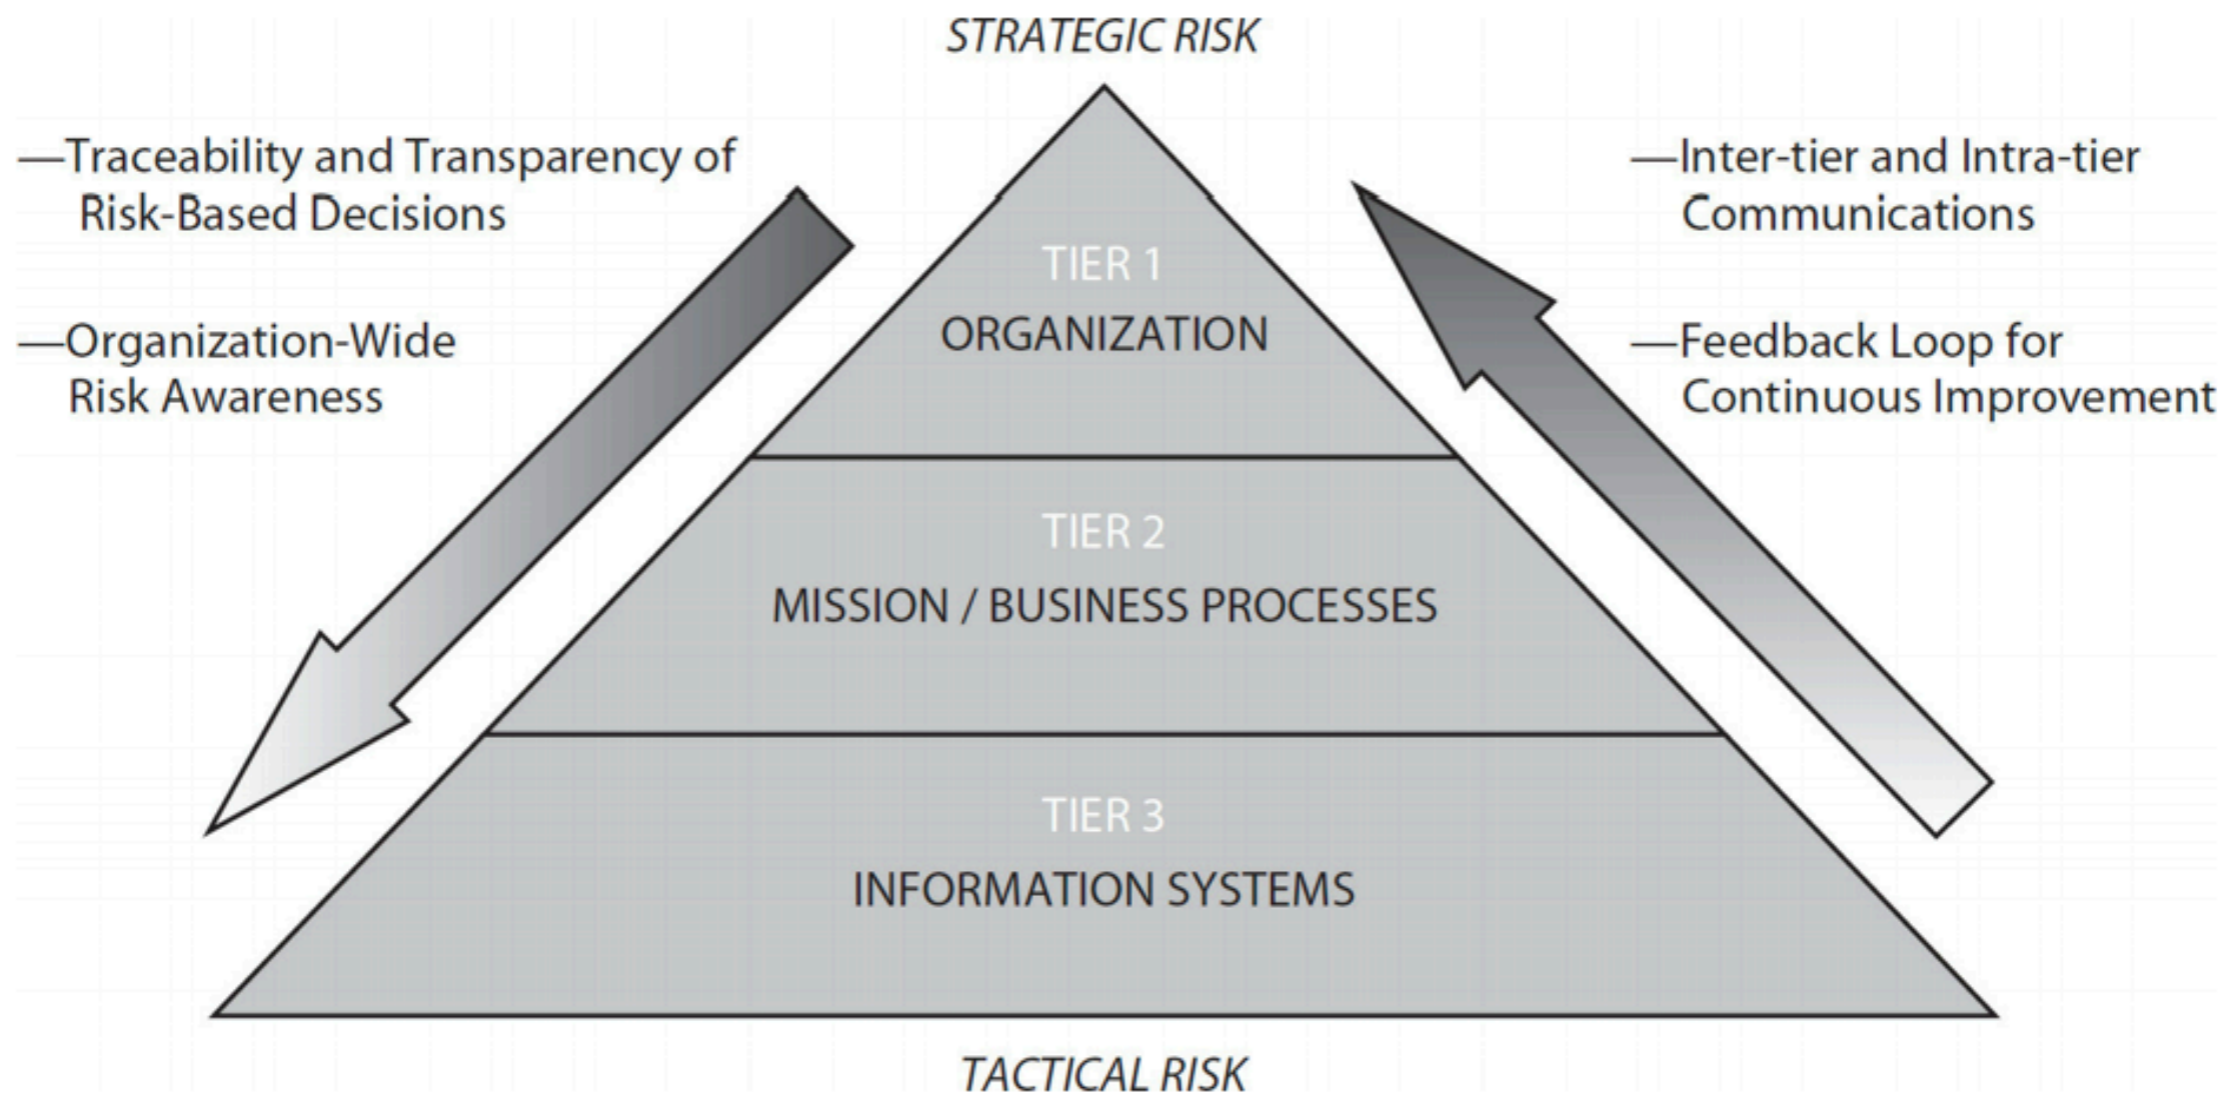 STRATEGIC RISK
—Traceability and Transparency of
Risk-Based Decisions
—Organization-Wide
Risk Awareness
—Inter-tier and Intra-tier
Communications
—Feedback Loop for
Continuous Improvement
TIER 1
ORGANIZATION
TIER 2
MISSION / BUSINESS PROCESSES
TIER 3
INFORMATION SYSTEMS
TACTICAL RISK